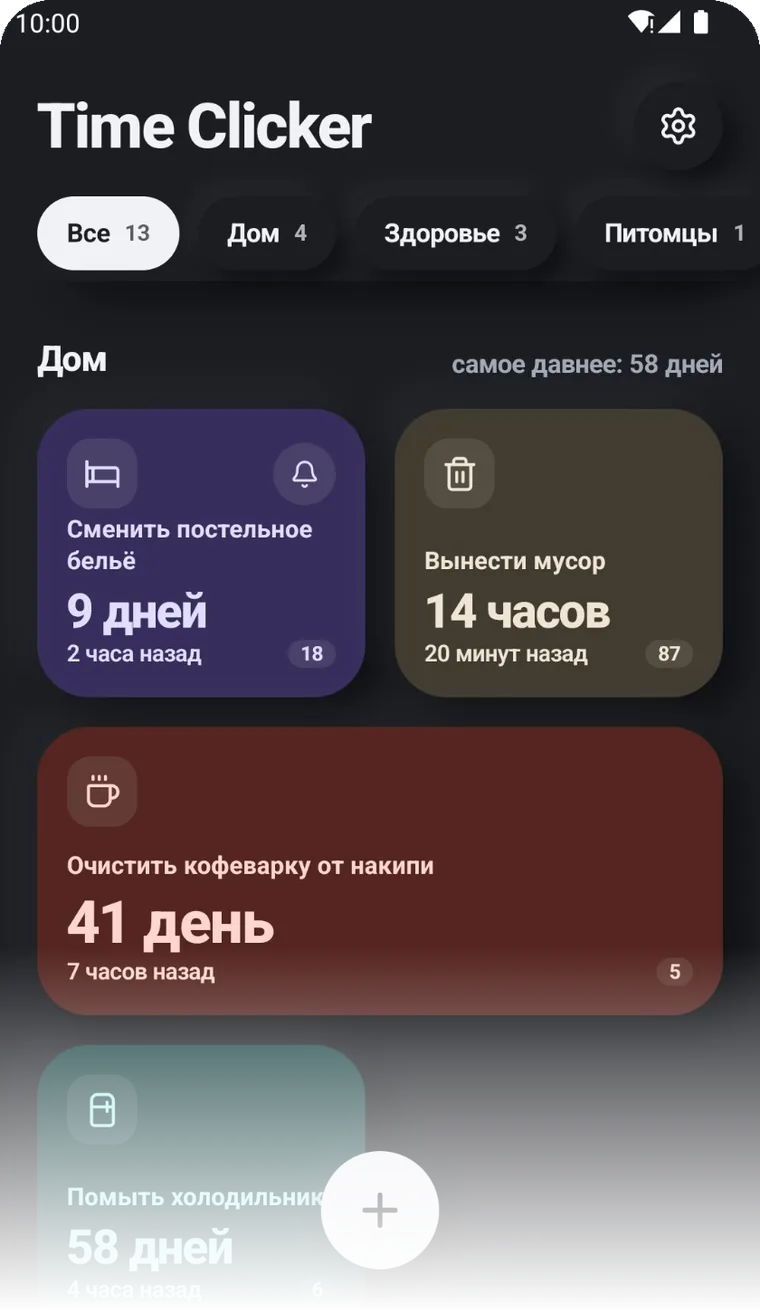 10:00
Time Clicker
Все 13 Дом 4 Здоровье 3 Питомцы 1
Дом
самое давнее: 58 дней
Сменить постельное
бельё
9 дней
2 часа назад 18
Вынести мусор
14 часов
20 минут назад 87
Очистить кофеварку от накипи
41 день
7 часов назад 5
Помыть холодильник
58 дней
4 часа назад 6